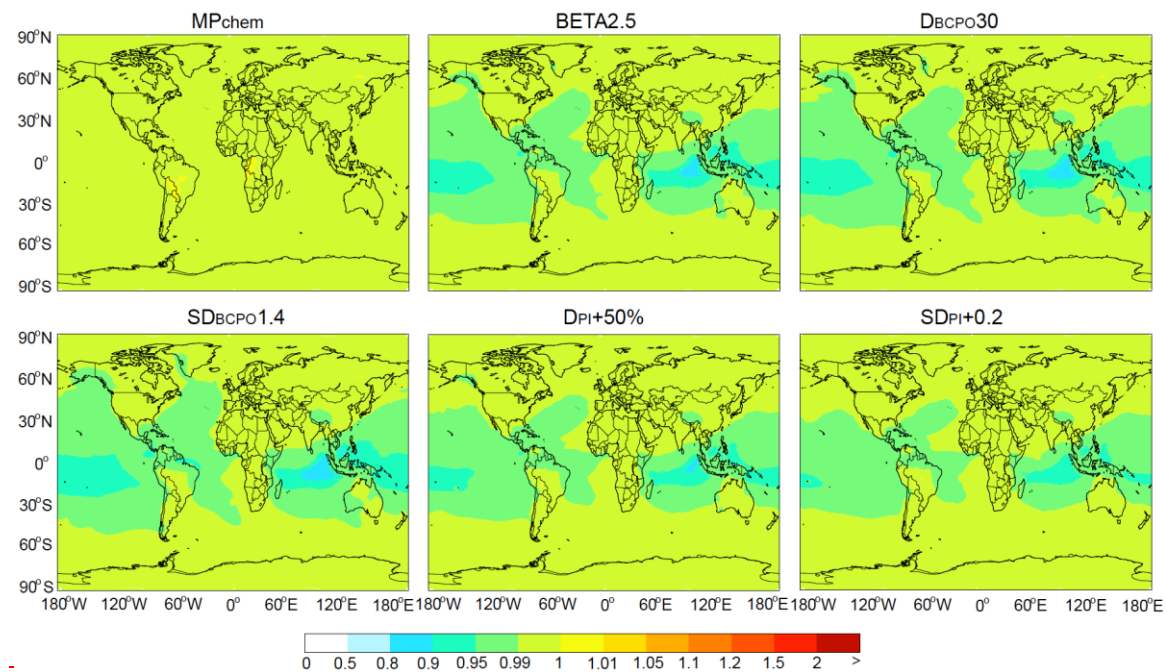 MPchem BETA2.5 DBCPO30
90°N
60°N
30°N
0°
30°S
60°S
90°S
SDBCPO1.4 DPI+50% SDPI+0.2
90°N
60°N
30°N
0°
30°S
60°S
90°S
180°W 120°W 60°W 0° 60°E 120°E 180°E 120°W 60°W 0° 60°E 120°E 180°W 120°W 60°W 0° 60°E 120°E 180°E
0 0.5 0.8 0.9 0.95 0.99 1 1.01 1.05 1.1 1.2 1.5 2 >